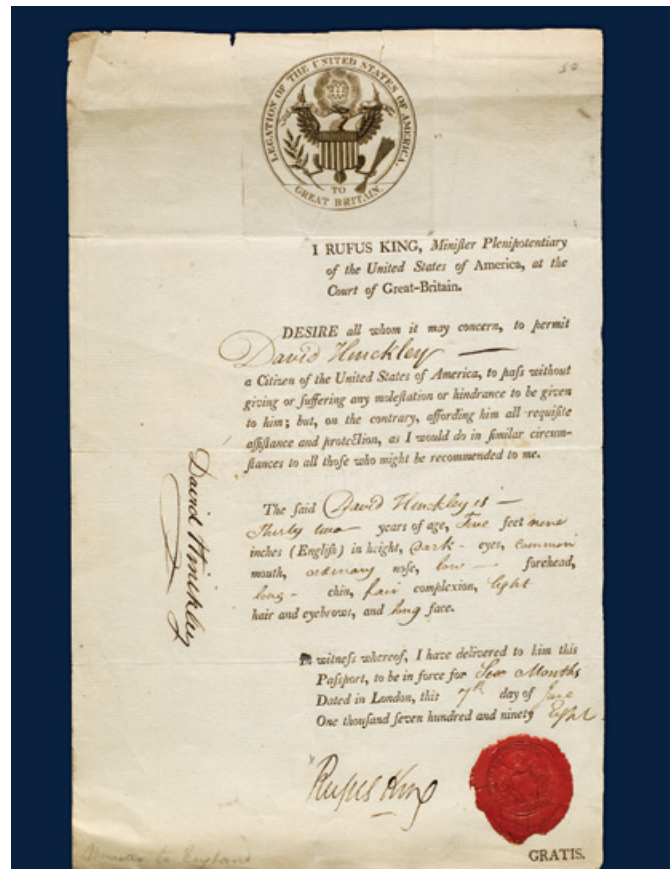 LEGATION OF THE UNITED STATES OF AMERICA.
TO
GREAT BRITAIN.
50
I RUFUS KING, Miniſter Plenipotentiary
of the United States of America, at the
Court of Great-Britain.
DESIRE all whom it may concern, to permit
David Hinckley —
a Citizen of the United States of America, to paſs without
giving or ſuffering any moleſtation or hindrance to be given
to him; but, on the contrary, affording him all requiſite
aſſiſtance and protection, as I would do in ſimilar circum-
ſtances to all thoſe who might be recommended to me.
The ſaid David Hinckley is —
Thirty two years of age, Five feet nine
inches (Engliſh) in height, Dark - eyes, common
mouth, ordinary noſe, low — forehead,
long - chin, fair complexion, light
hair and eyebrows, and long face.
In witneſs whereof, I have delivered to him this
Paſſport, to be in force for Six Months
Dated in London, this 7th day of June
One thouſand ſeven hundred and ninety Eight.
Rufus King
GRATIS.
David Hinckley
Minister to England